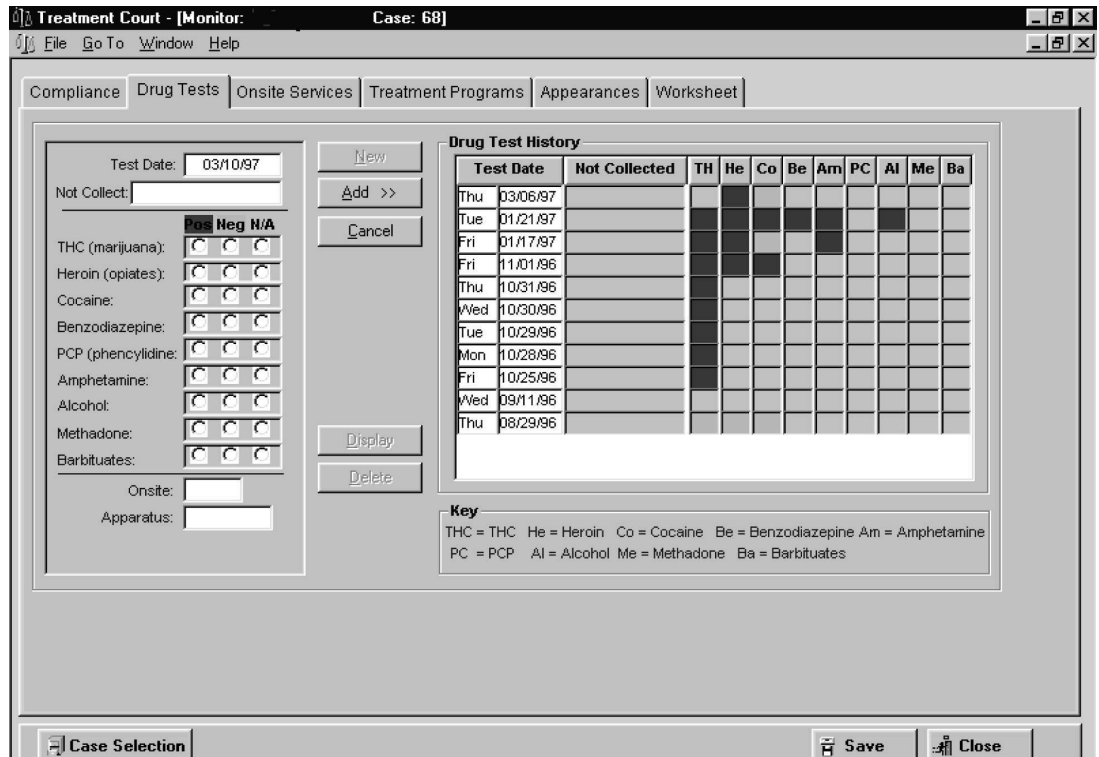 Treatment Court - [Monitor: Case: 68]
File Go To Window Help
Compliance Drug Tests Onsite Services Treatment Programs Appearances Worksheet
Test Date: 03/10/97
Not Collect:
Pos Neg N/A
THC (marijuana):
Heroin (opiates):
Cocaine:
Benzodiazepine:
PCP (phencylidine:
Amphetamine:
Alcohol:
Methadone:
Barbituates:
Onsite:
Apparatus:
New
Add >>
Cancel
Display
Delete
Drug Test History
Test Date Not Collected TH He Co Be Am PC Al Me Ba
Thu 03/06/97
Tue 01/21/97
Fri 01/17/97
Fri 11/01/96
Thu 10/31/96
Wed 10/30/96
Tue 10/29/96
Mon 10/28/96
Fri 10/25/96
Wed 09/11/96
Thu 08/29/96
Key
THC = THC He = Heroin Co = Cocaine Be = Benzodiazepine Am = Amphetamine
PC = PCP Al = Alcohol Me = Methadone Ba = Barbituates
Case Selection Save Close